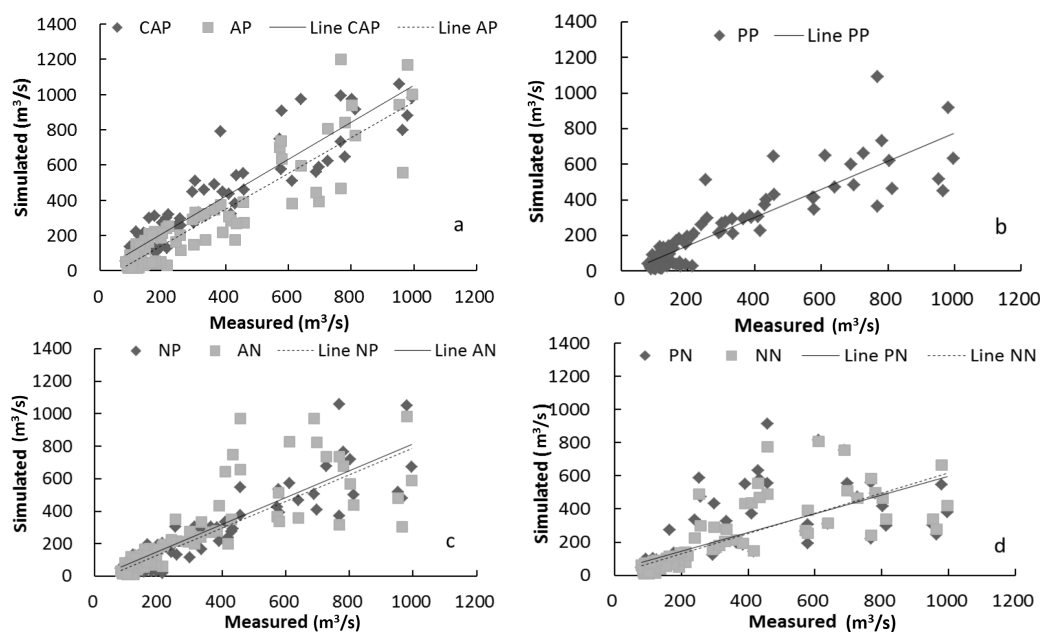 CAP AP Line CAP Line AP
1400
1200
1000
800
600
400
200
0
Simulated (m³/s)
0 200 400 600 800 1000 1200
Measured (m³/s)
a
PP Line PP
1400
1200
1000
800
600
400
200
0
Simulated (m³/s)
0 200 400 600 800 1000 1200
Measured (m³/s)
b
NP AN Line NP Line AN
1400
1200
1000
800
600
400
200
0
Simulated (m³/s)
0 200 400 600 800 1000 1200
Measured (m³/s)
c
PN NN Line PN Line NN
1400
1200
1000
800
600
400
200
0
Simulated (m³/s)
0 200 400 600 800 1000 1200
Measured (m³/s)
d